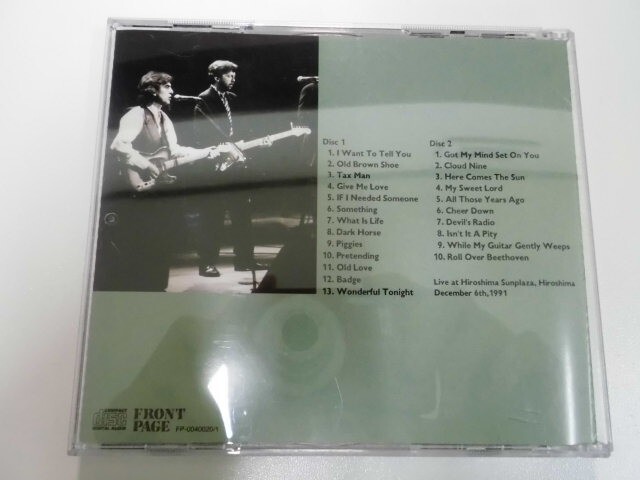 Disc 1
1. I Want To Tell You
2. Old Brown Shoe
3. Tax Man
4. Give Me Love
5. IF I Needed Someone
6. Something
7. What Is Life
8. Dark Horse
9. Piggies
10. Pretending
11. Old Love
12. Badge
13. Wonderful Tonight
Disc 2
1. Got My Mind Set On You
2. Cloud Nine
3. Here Comes The Sun
4. My Sweet Lord
5. All Those Years Ago
6. Cheer Down
7. Devil's Radio
8. Isn't It A Pity
9. While My Guitar Gently Weeps
10. Roll Over Beethoven
Live at Hiroshima Sunplaza, Hiroshima
December 6th,1991
COMPACT
disc
DIGITAL AUDIO
FRONT
PAGE
FP-0040020/1